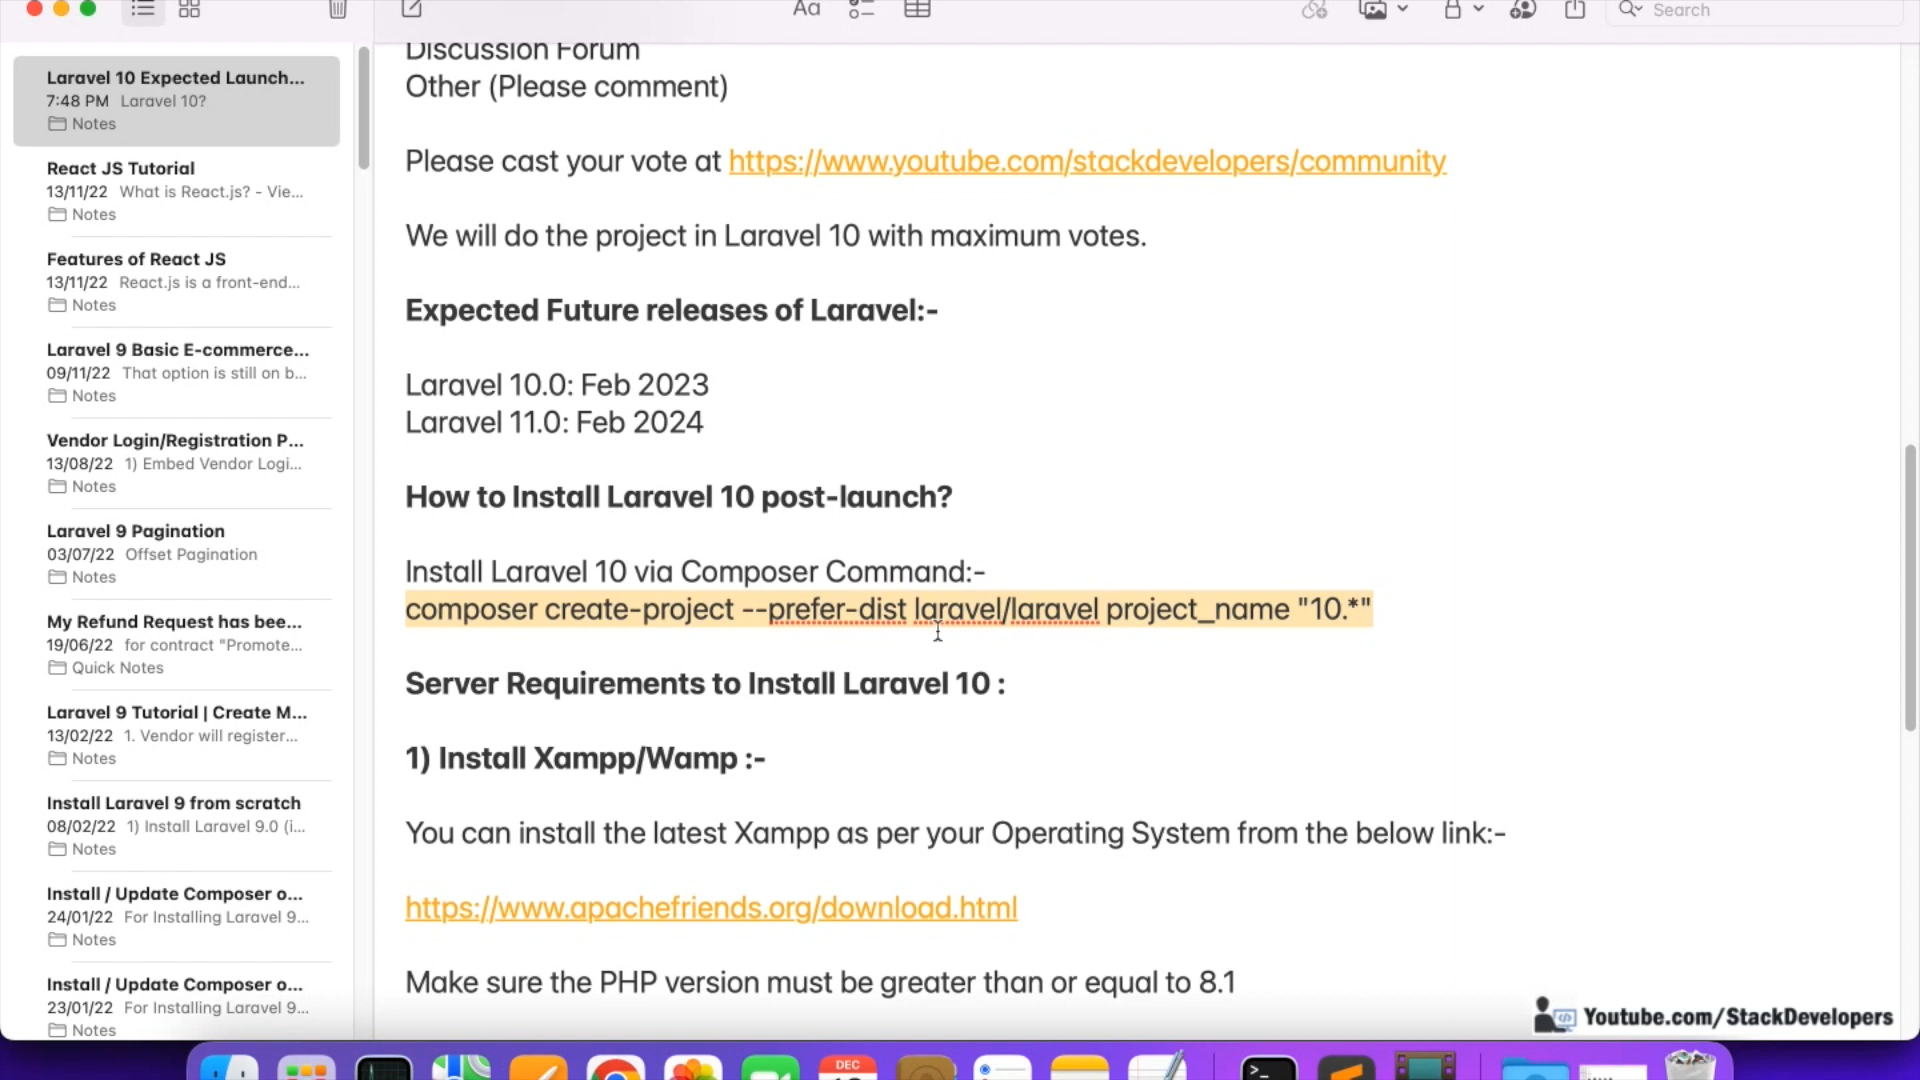 Aa
Search
Laravel 10 Expected Launch...
7:48 PM Laravel 10?
Notes
React JS Tutorial
13/11/22 What is React.js? - Vie...
Notes
Features of React JS
13/11/22 React.js is a front-end...
Notes
Laravel 9 Basic E-commerce...
09/11/22 That option is still on b...
Notes
Vendor Login/Registration P...
13/08/22 1) Embed Vendor Logi...
Notes
Laravel 9 Pagination
03/07/22 Offset Pagination
Notes
My Refund Request has bee...
19/06/22 for contract "Promote...
Quick Notes
Laravel 9 Tutorial | Create M...
13/02/22 1. Vendor will register...
Notes
Install Laravel 9 from scratch
08/02/22 1) Install Laravel 9.0 (i...
Notes
Install / Update Composer o...
24/01/22 For Installing Laravel 9...
Notes
Install / Update Composer o...
23/01/22 For Installing Laravel 9...
Notes
Discussion Forum
Other (Please comment)
Please cast your vote at https://www.youtube.com/stackdevelopers/community
We will do the project in Laravel 10 with maximum votes.
Expected Future releases of Laravel:-
Laravel 10.0: Feb 2023
Laravel 11.0: Feb 2024
How to Install Laravel 10 post-launch?
Install Laravel 10 via Composer Command:-
composer create-project --prefer-dist laravel/laravel project_name "10.*"
Server Requirements to Install Laravel 10 :
1) Install Xampp/Wamp :-
You can install the latest Xampp as per your Operating System from the below link:-
https://www.apachefriends.org/download.html
Make sure the PHP version must be greater than or equal to 8.1
Youtube.com/StackDevelopers
DEC